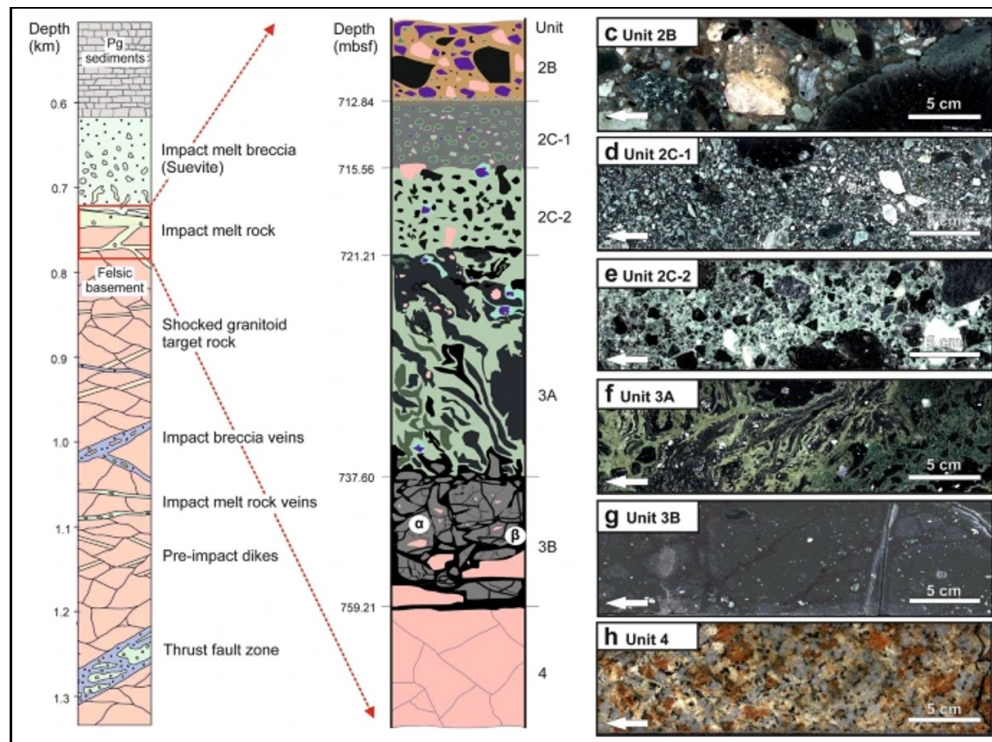 Depth
(km)
Pg
sediments
0.6
Impact melt breccia
(Suevite)
0.7
Impact melt rock
0.8
Felsic
basement
Shocked granitoid
target rock
0.9
1.0
Impact breccia veins
Impact melt rock veins
1.1
Pre-impact dikes
1.2
Thrust fault zone
1.3
Depth
(mbsf)
Unit
2B
712.84
2C-1
715.56
2C-2
721.21
3A
737.60
α
β
3B
759.21
4
c Unit 2B
5 cm
d Unit 2C-1
5 cm
e Unit 2C-2
5 cm
f Unit 3A
5 cm
g Unit 3B
5 cm
h Unit 4
5 cm